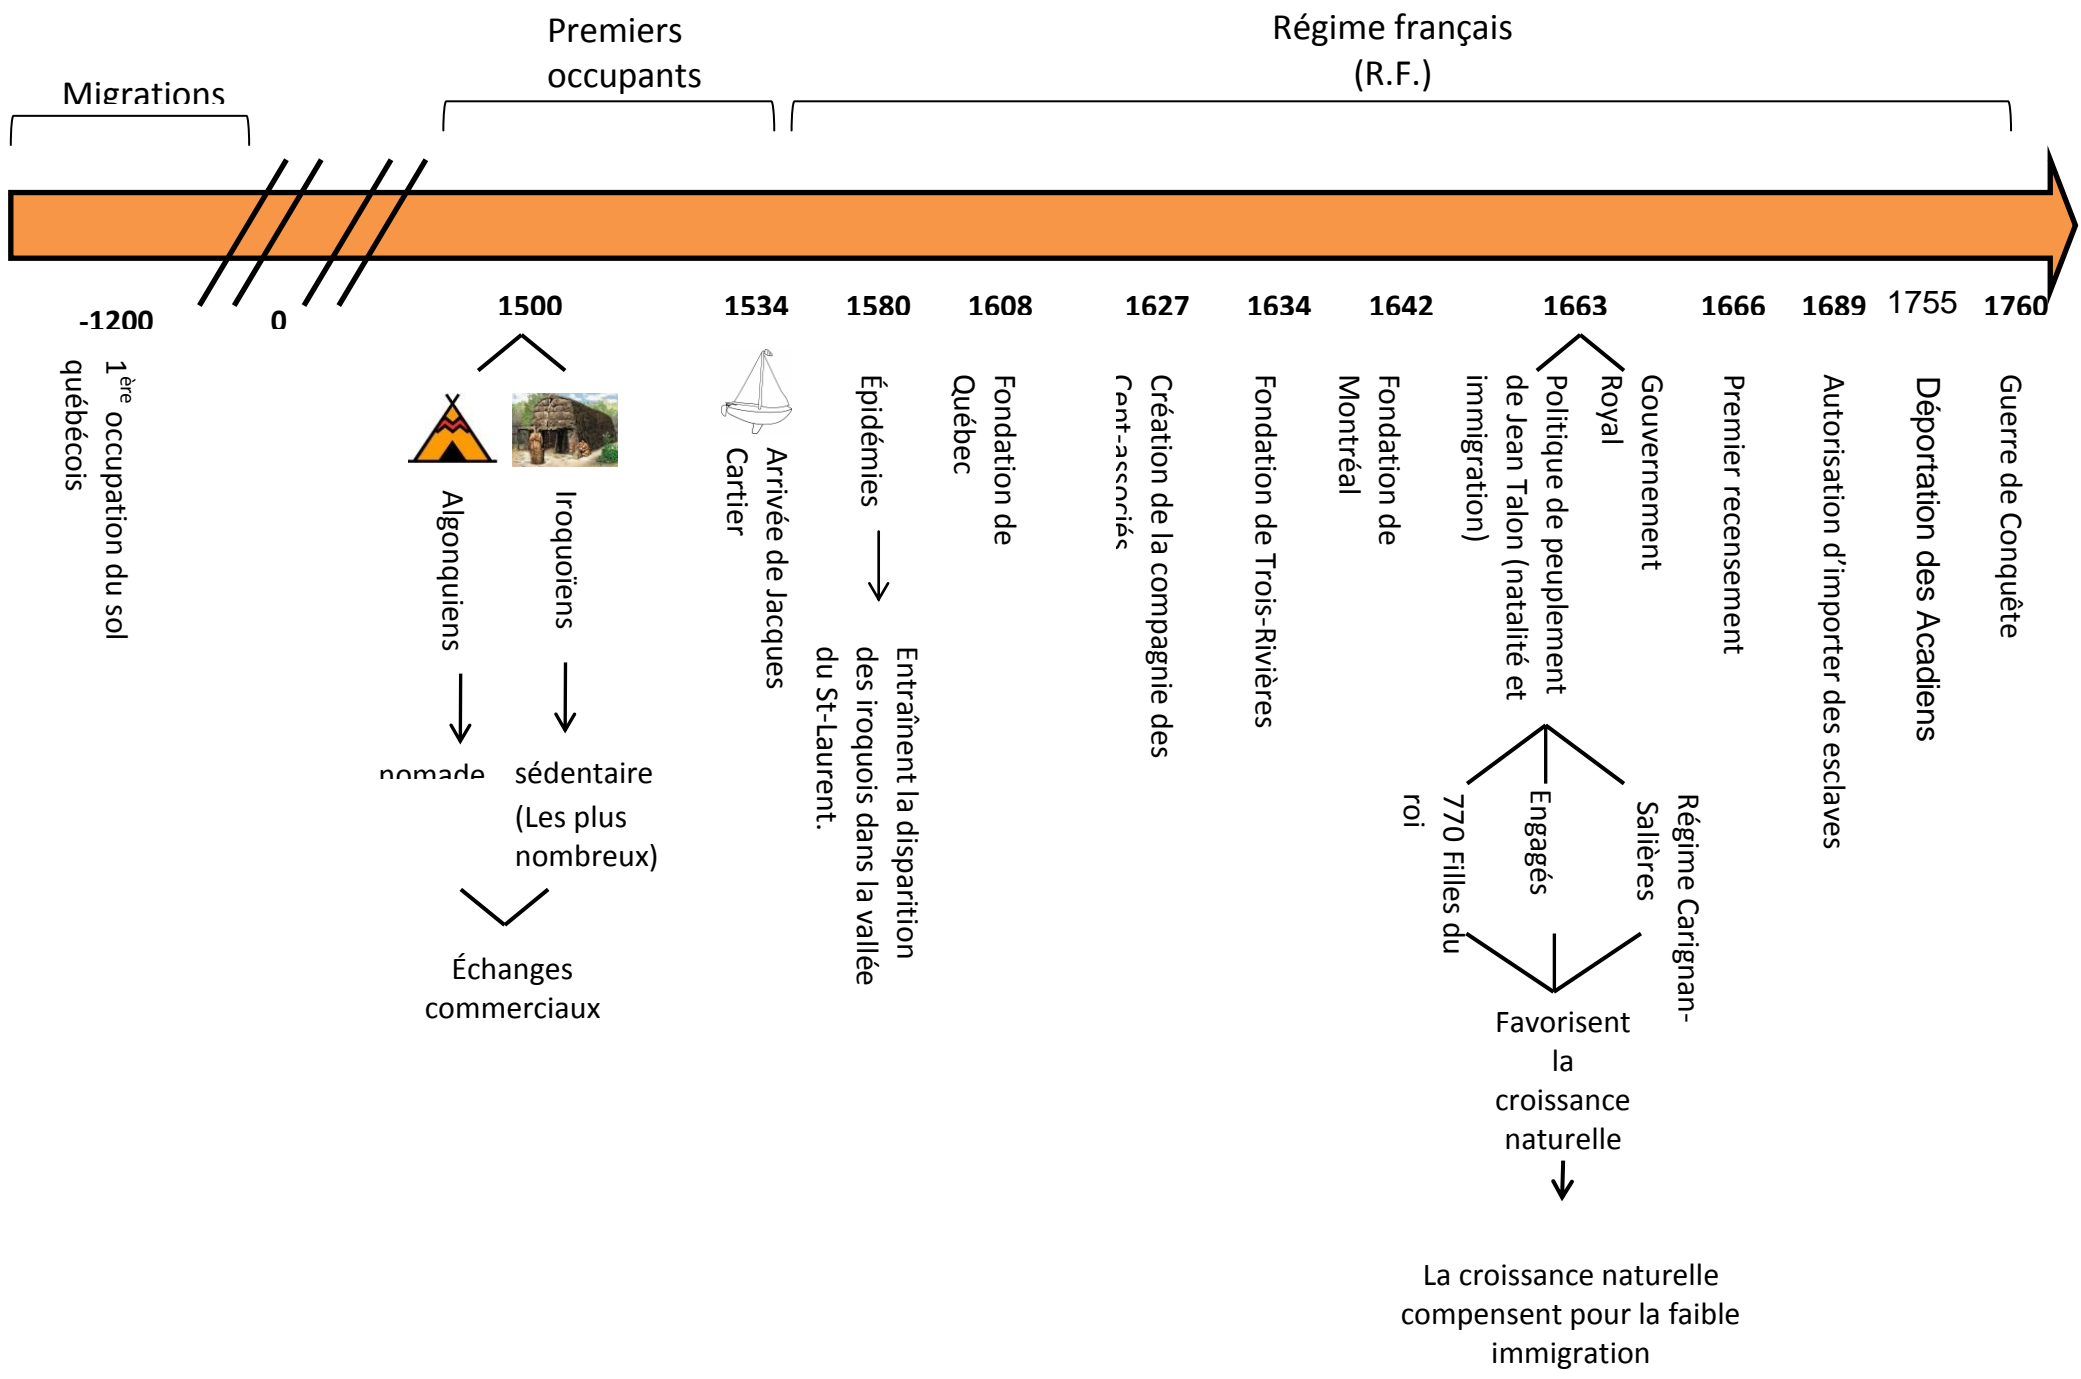 Premiers
occupants
Régime français
(R.F.)
Migrations
-1200
0
1500
1534
1580
1608
1627
1634
1642
1663
1666
1689
1755
1760
1ère occupation du sol
québécois
Algonquiens
nomade
Iroquoïens
sédentaire
(Les plus
nombreux)
Échanges
commerciaux
Arrivée de Jacques
Cartier
Épidémies
Entraînent la disparition
des iroquois dans la vallée
du St-Laurent.
Fondation de
Québec
Création de la compagnie des
Cent-associés
Fondation de Trois-Rivières
Fondation de
Montréal
Gouvernement
Royal
Politique de peuplement
de Jean Talon (natalité et
immigration)
770 Filles du
roi
Engagés
Régime Carignan-
Salières
Favorisent
la
croissance
naturelle
La croissance naturelle
compensent pour la faible
immigration
Premier recensement
Autorisation d'importer des esclaves
Déportation des Acadiens
Guerre de Conquête